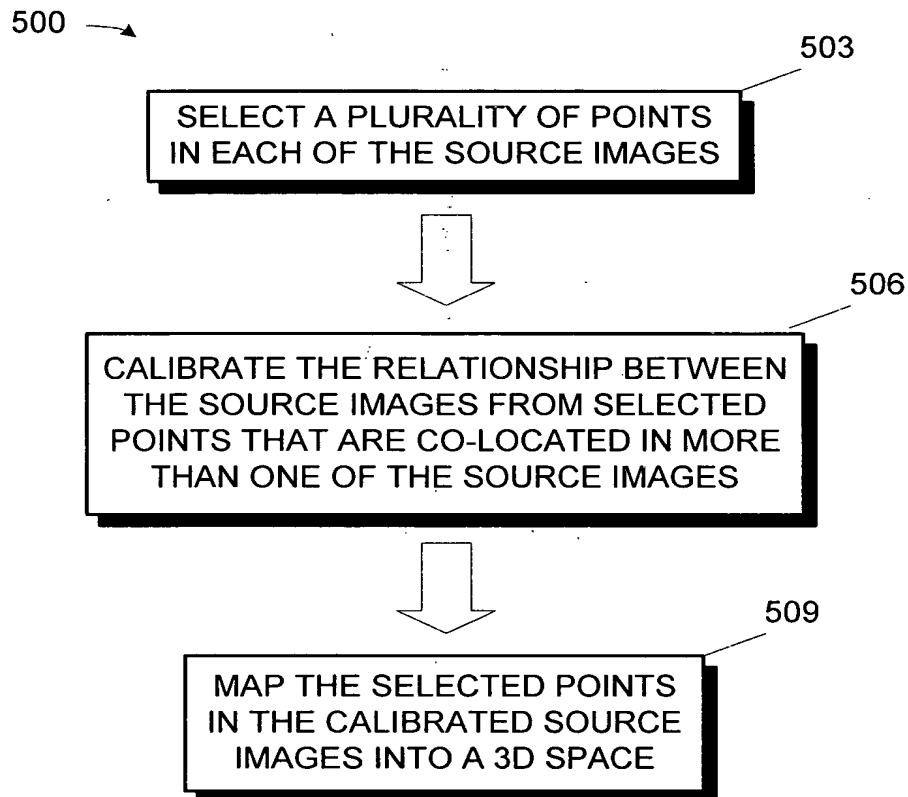 500
503
SELECT A PLURALITY OF POINTS
IN EACH OF THE SOURCE IMAGES
506
CALIBRATE THE RELATIONSHIP BETWEEN
THE SOURCE IMAGES FROM SELECTED
POINTS THAT ARE CO-LOCATED IN MORE
THAN ONE OF THE SOURCE IMAGES
509
MAP THE SELECTED POINTS
IN THE CALIBRATED SOURCE
IMAGES INTO A 3D SPACE